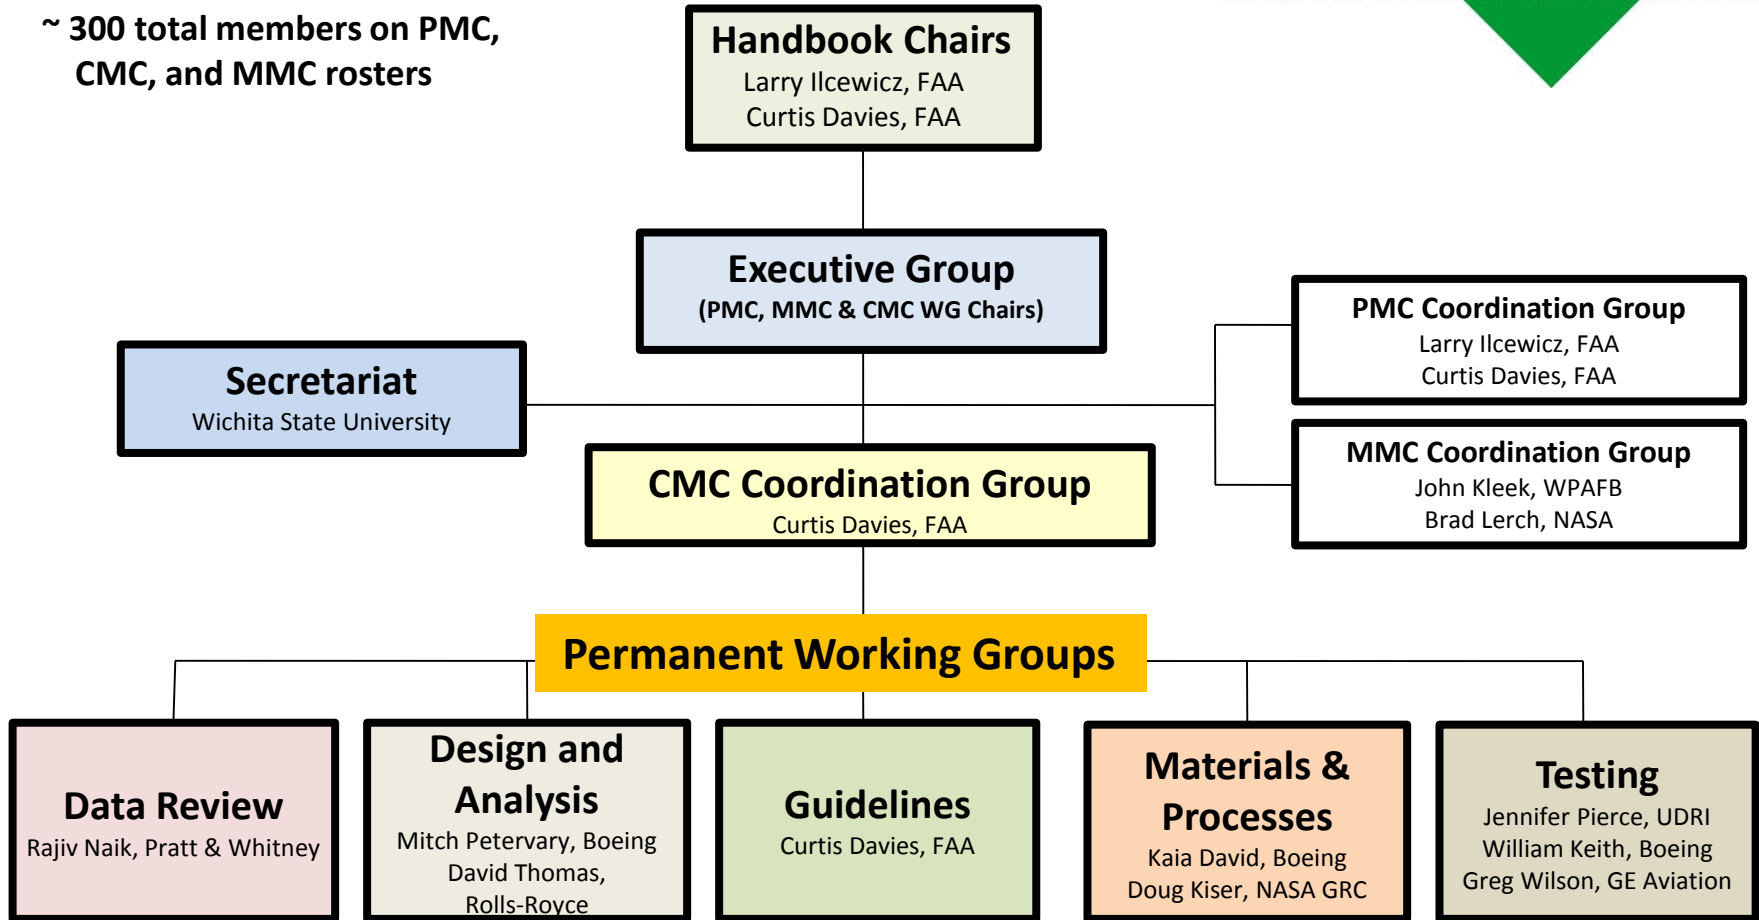 ~ 300 total members on PMC,
CMC, and MMC rosters
Handbook Chairs
Larry Ilcewicz, FAA
Curtis Davies, FAA
Executive Group
(PMC, MMC & CMC WG Chairs)
PMC Coordination Group
Larry Ilcewicz, FAA
Curtis Davies, FAA
Secretariat
Wichita State University
MMC Coordination Group
John Kleek, WPAFB
Brad Lerch, NASA
CMC Coordination Group
Curtis Davies, FAA
Permanent Working Groups
Data Review
Rajiv Naik, Pratt & Whitney
Design and
Analysis
Mitch Petervary, Boeing
David Thomas,
Rolls-Royce
Guidelines
Curtis Davies, FAA
Materials &
Processes
Kaia David, Boeing
Doug Kiser, NASA GRC
Testing
Jennifer Pierce, UDRI
William Keith, Boeing
Greg Wilson, GE Aviation